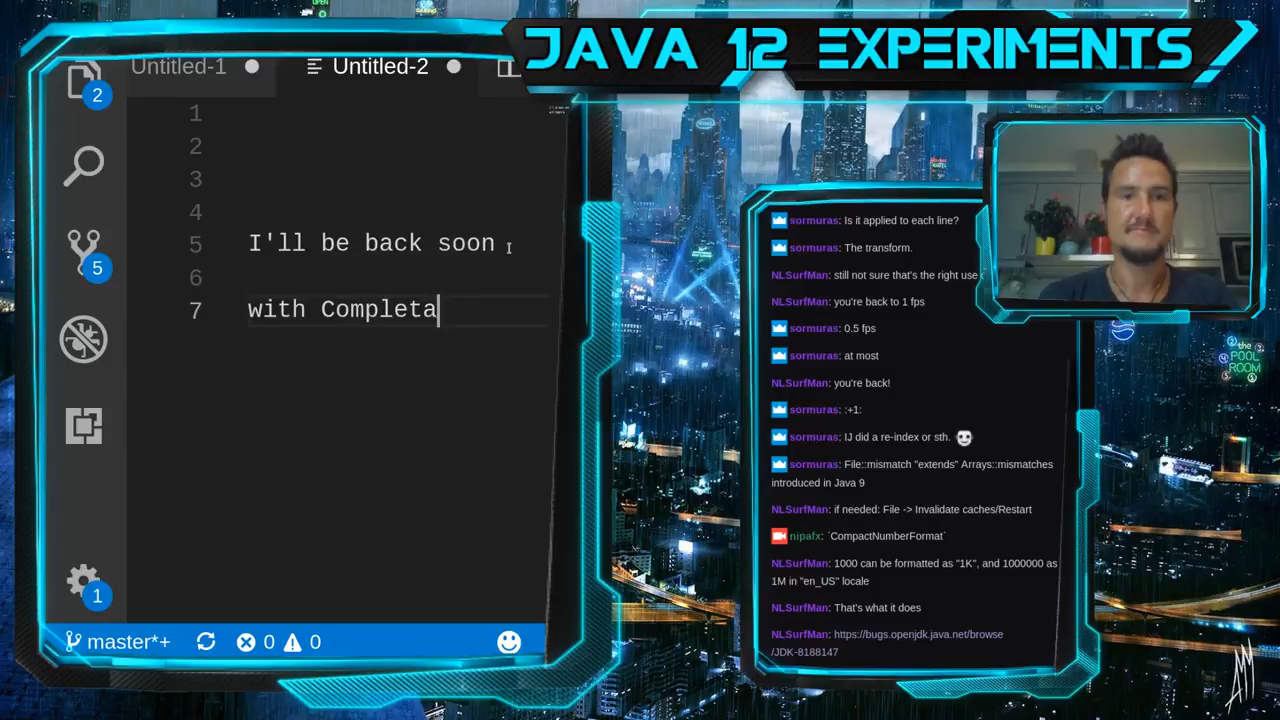 JAVA 12 EXPERIMENTS
Untitled-1
Untitled-2
2
5
1
1
2
3
4
5
6
7
I'll be back soon
with Completa
master*+
0
0
sormuras: Is it applied to each line?
sormuras: The transform.
NLSurfMan: still not sure that's the right use
NLSurfMan: you're back to 1 fps
sormuras: 0.5 fps
sormuras: at most
NLSurfMan: you're back!
sormuras: :+1:
sormuras: IJ did a re-index or sth.
sormuras: File::mismatch "extends" Arrays::mismatches
introduced in Java 9
NLSurfMan: if needed: File -> Invalidate caches/Restart
nipafx: `CompactNumberFormat`
NLSurfMan: 1000 can be formatted as "1K", and 1000000 as
1M in "en_US" locale
NLSurfMan: That's what it does
NLSurfMan: https://bugs.openjdk.java.net/browse
/JDK-8188147
the
POOL
ROOM
OPEN